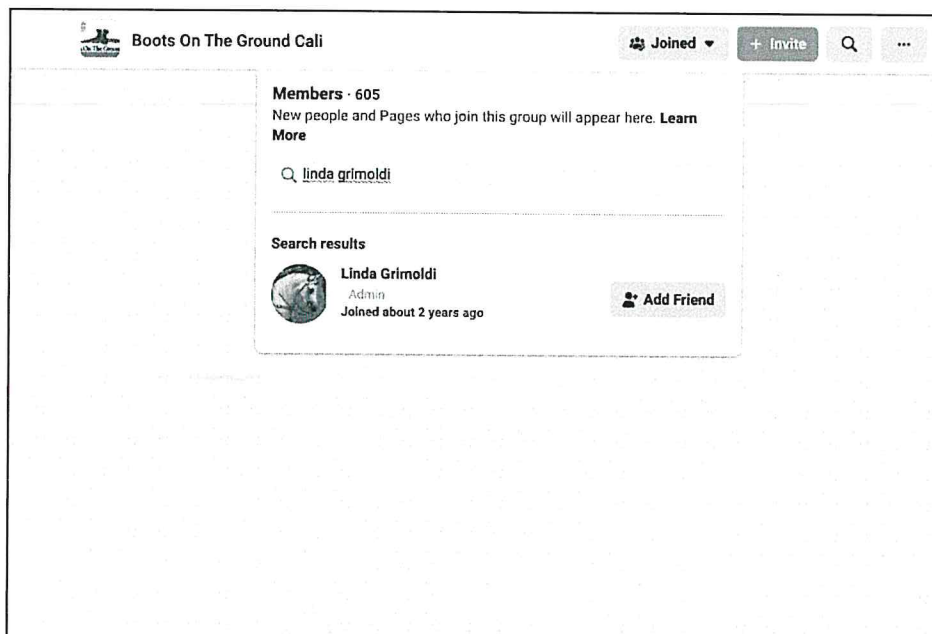 Boots On The Ground Cali
Joined
+ Invite
Members · 605
New people and Pages who join this group will appear here. Learn
More
linda grimoldi
Search results
Linda Grimoldi
Admin
Joined about 2 years ago
Add Friend